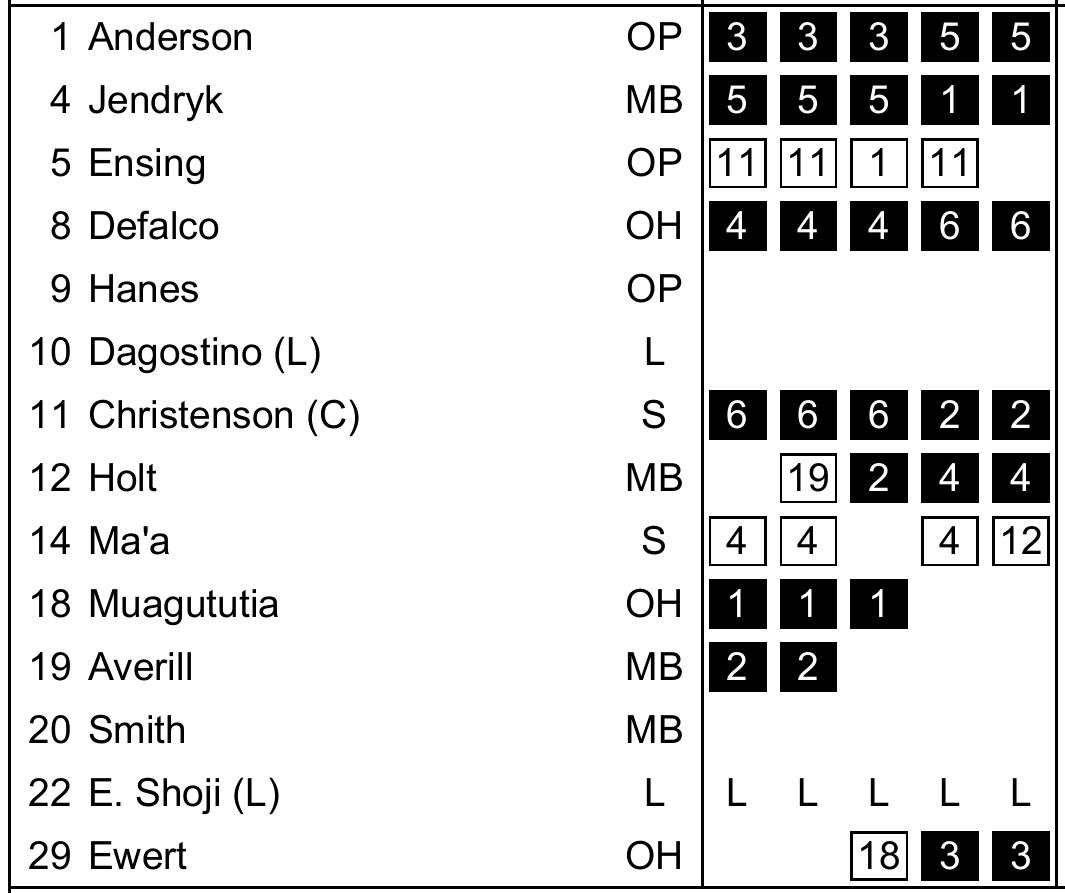 1 Anderson OP 3 3 3 5 5
4 Jendryk MB 5 5 5 1 1
5 Ensing OP 11 11 1 11
8 Defalco OH 4 4 4 6 6
9 Hanes OP
10 Dagostino (L) L
11 Christenson (C) S 6 6 6 2 2
12 Holt MB 19 2 4 4
14 Ma'a S 4 4 4 12
18 Muagututia OH 1 1 1
19 Averill MB 2 2
20 Smith MB
22 E. Shoji (L) L L L L L L
29 Ewert OH 18 3 3